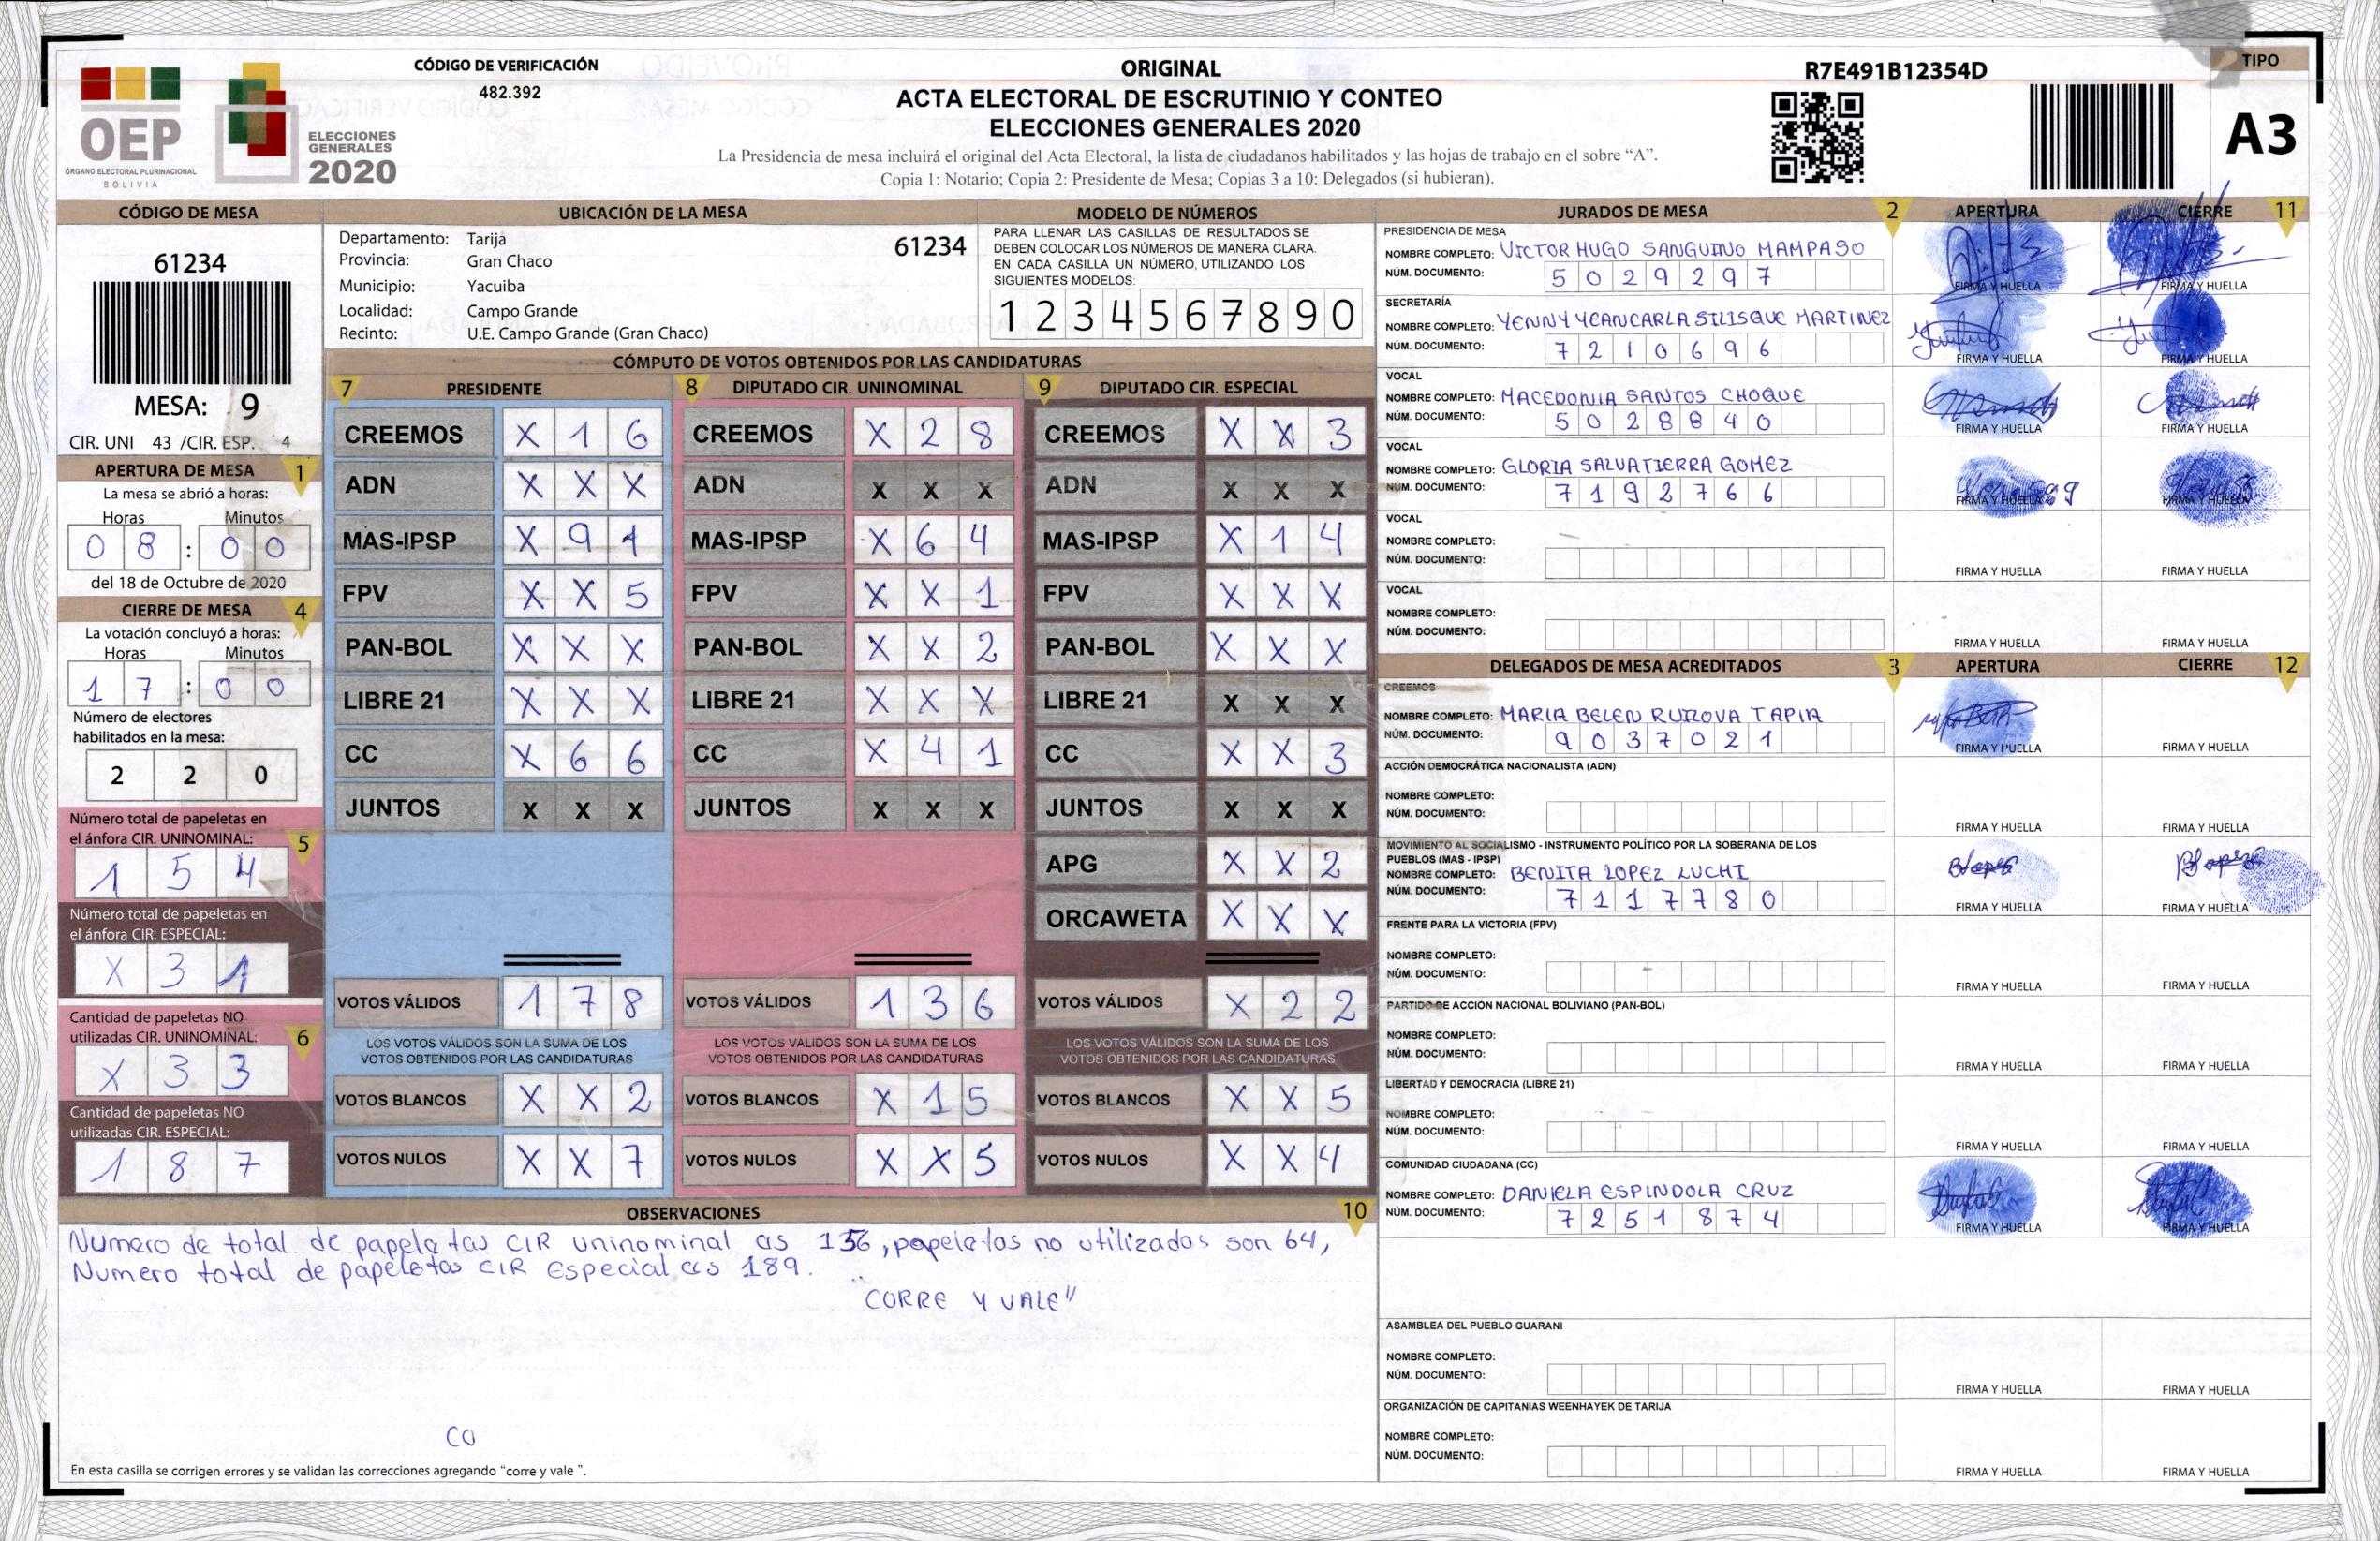 CÓDIGO DE VERIFICACIÓN
482.392
OEP
ÓRGANO ELECTORAL PLURINACIONAL
BOLIVIA
ELECCIONES
GENERALES
2020
ORIGINAL
ACTA ELECTORAL DE ESCRUTINIO Y CONTEO
ELECCIONES GENERALES 2020
La Presidencia de mesa incluirá el original del Acta Electoral, la lista de ciudadanos habilitados y las hojas de trabajo en el sobre “A”.
Copia 1: Notario; Copia 2: Presidente de Mesa; Copias 3 a 10: Delegados (si hubieran).
R7E491B12354D
TIPO
A3
CÓDIGO DE MESA
61234
MESA: 9
CIR. UNI 43 /CIR. ESP. 4
APERTURA DE MESA 1
La mesa se abrió a horas:
Horas Minutos
0 8 : 0 0
del 18 de Octubre de 2020
CIERRE DE MESA 4
La votación concluyó a horas:
Horas Minutos
1 7 : 0 0
Número de electores
habilitados en la mesa:
2 2 0
Número total de papeletas en
el ánfora CIR. UNINOMINAL: 5
1 5 4
Número total de papeletas en
el ánfora CIR. ESPECIAL:
X 3 1
Cantidad de papeletas NO
utilizadas CIR. UNINOMINAL: 6
X 3 3
Cantidad de papeletas NO
utilizadas CIR. ESPECIAL:
1 8 7
UBICACIÓN DE LA MESA
Departamento: Tarija 61234
Provincia: Gran Chaco
Municipio: Yacuiba
Localidad: Campo Grande
Recinto: U.E. Campo Grande (Gran Chaco)
MODELO DE NÚMEROS
PARA LLENAR LAS CASILLAS DE RESULTADOS SE
DEBEN COLOCAR LOS NÚMEROS DE MANERA CLARA.
EN CADA CASILLA UN NÚMERO, UTILIZANDO LOS
SIGUIENTES MODELOS:
1 2 3 4 5 6 7 8 9 0
CÓMPUTO DE VOTOS OBTENIDOS POR LAS CANDIDATURAS
7 PRESIDENTE
CREEMOS X 1 6
ADN X X X
MAS-IPSP X 9 1
FPV X X 5
PAN-BOL X X X
LIBRE 21 X X X
CC X 6 6
JUNTOS X X X
VOTOS VÁLIDOS 1 7 8
LOS VOTOS VÁLIDOS SON LA SUMA DE LOS
VOTOS OBTENIDOS POR LAS CANDIDATURAS
VOTOS BLANCOS X X 2
VOTOS NULOS X X 7
8 DIPUTADO CIR. UNINOMINAL
CREEMOS X 2 8
ADN X X X
MAS-IPSP X 6 4
FPV X X 1
PAN-BOL X X 2
LIBRE 21 X X X
CC X 4 1
JUNTOS X X X
VOTOS VÁLIDOS 1 3 6
LOS VOTOS VÁLIDOS SON LA SUMA DE LOS
VOTOS OBTENIDOS POR LAS CANDIDATURAS
VOTOS BLANCOS X 1 5
VOTOS NULOS X X 5
9 DIPUTADO CIR. ESPECIAL
CREEMOS X X 3
ADN X X X
MAS-IPSP X 1 4
FPV X X X
PAN-BOL X X X
LIBRE 21 X X X
CC X X 3
JUNTOS X X X
APG X X 2
ORCAWETA X X X
VOTOS VÁLIDOS X 2 2
LOS VOTOS VÁLIDOS SON LA SUMA DE LOS
VOTOS OBTENIDOS POR LAS CANDIDATURAS
VOTOS BLANCOS X X 5
VOTOS NULOS X X 4
OBSERVACIONES 10
Numero de total de papeletas CIR uninominal es 156, papeletas no utilizados son 64,
Numero total de papeletas CIR Especial es 189.
"CORRE Y VALE"
CO
En esta casilla se corrigen errores y se validan las correcciones agregando “corre y vale ”.
JURADOS DE MESA 2 APERTURA CIERRE 11
PRESIDENCIA DE MESA
NOMBRE COMPLETO: VICTOR HUGO SANGUINO MAMPASO
NÚM. DOCUMENTO: 5 0 2 9 2 9 7
FIRMA Y HUELLA FIRMA Y HUELLA
SECRETARÍA
NOMBRE COMPLETO: YENNY YEANCARLA SILISQUE MARTINEZ
NÚM. DOCUMENTO: 7 2 1 0 6 9 6
FIRMA Y HUELLA FIRMA Y HUELLA
VOCAL
NOMBRE COMPLETO: MACEDONIA SANTOS CHOQUE
NÚM. DOCUMENTO: 5 0 2 8 8 4 0
FIRMA Y HUELLA FIRMA Y HUELLA
VOCAL
NOMBRE COMPLETO: GLORIA SALVATIERRA GOMEZ
NÚM. DOCUMENTO: 7 1 9 2 7 6 6
FIRMA Y HUELLA FIRMA Y HUELLA
VOCAL
NOMBRE COMPLETO:
NÚM. DOCUMENTO:
FIRMA Y HUELLA FIRMA Y HUELLA
VOCAL
NOMBRE COMPLETO:
NÚM. DOCUMENTO:
FIRMA Y HUELLA FIRMA Y HUELLA
DELEGADOS DE MESA ACREDITADOS 3 APERTURA CIERRE 12
CREEMOS
NOMBRE COMPLETO: MARIA BELEN RUILOVA TAPIA
NÚM. DOCUMENTO: 9 0 3 7 0 2 1
FIRMA Y HUELLA FIRMA Y HUELLA
ACCIÓN DEMOCRÁTICA NACIONALISTA (ADN)
NOMBRE COMPLETO:
NÚM. DOCUMENTO:
FIRMA Y HUELLA FIRMA Y HUELLA
MOVIMIENTO AL SOCIALISMO - INSTRUMENTO POLÍTICO POR LA SOBERANIA DE LOS
PUEBLOS (MAS - IPSP)
NOMBRE COMPLETO: BENITA LOPEZ LUCHI
NÚM. DOCUMENTO: 7 1 1 7 7 8 0
FIRMA Y HUELLA FIRMA Y HUELLA
FRENTE PARA LA VICTORIA (FPV)
NOMBRE COMPLETO:
NÚM. DOCUMENTO:
FIRMA Y HUELLA FIRMA Y HUELLA
PARTIDO DE ACCIÓN NACIONAL BOLIVIANO (PAN-BOL)
NOMBRE COMPLETO:
NÚM. DOCUMENTO:
FIRMA Y HUELLA FIRMA Y HUELLA
LIBERTAD Y DEMOCRACIA (LIBRE 21)
NOMBRE COMPLETO:
NÚM. DOCUMENTO:
FIRMA Y HUELLA FIRMA Y HUELLA
COMUNIDAD CIUDADANA (CC)
NOMBRE COMPLETO: DANIELA ESPINDOLA CRUZ
NÚM. DOCUMENTO: 7 2 5 1 8 7 4
FIRMA Y HUELLA FIRMA Y HUELLA
ASAMBLEA DEL PUEBLO GUARANI
NOMBRE COMPLETO:
NÚM. DOCUMENTO:
FIRMA Y HUELLA FIRMA Y HUELLA
ORGANIZACIÓN DE CAPITANIAS WEENHAYEK DE TARIJA
NOMBRE COMPLETO:
NÚM. DOCUMENTO:
FIRMA Y HUELLA FIRMA Y HUELLA